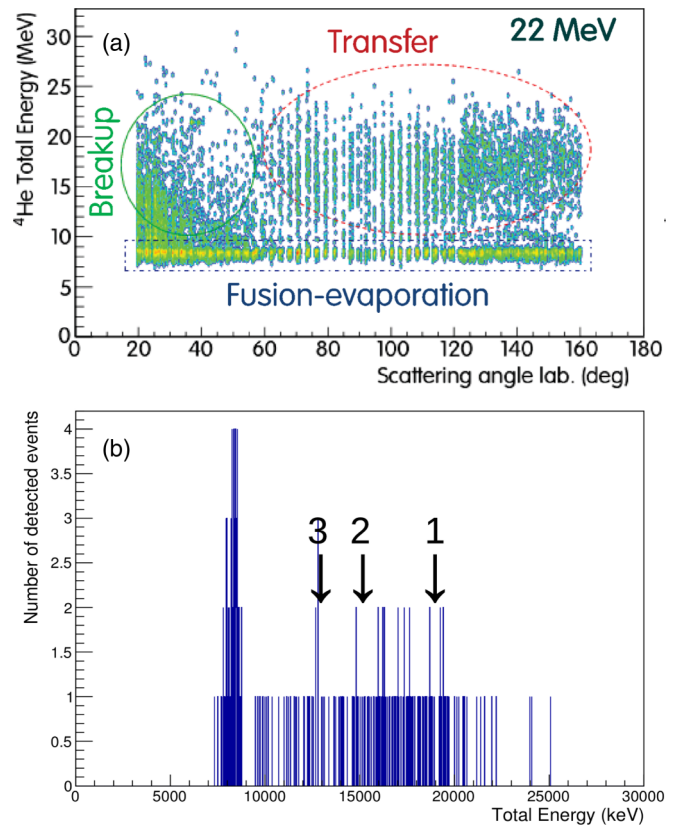 (a)
22 MeV
Transfer
Breakup
Fusion-evaporation
⁴He Total Energy (MeV)
30
25
20
15
10
5
0
0 20 40 60 80 100 120 140 160 180
Scattering angle lab. (deg)
(b)
3 2 1
Number of detected events
4
3.5
3
2.5
2
1.5
1
0.5
0
0 5000 10000 15000 20000 25000 30000
Total Energy (keV)